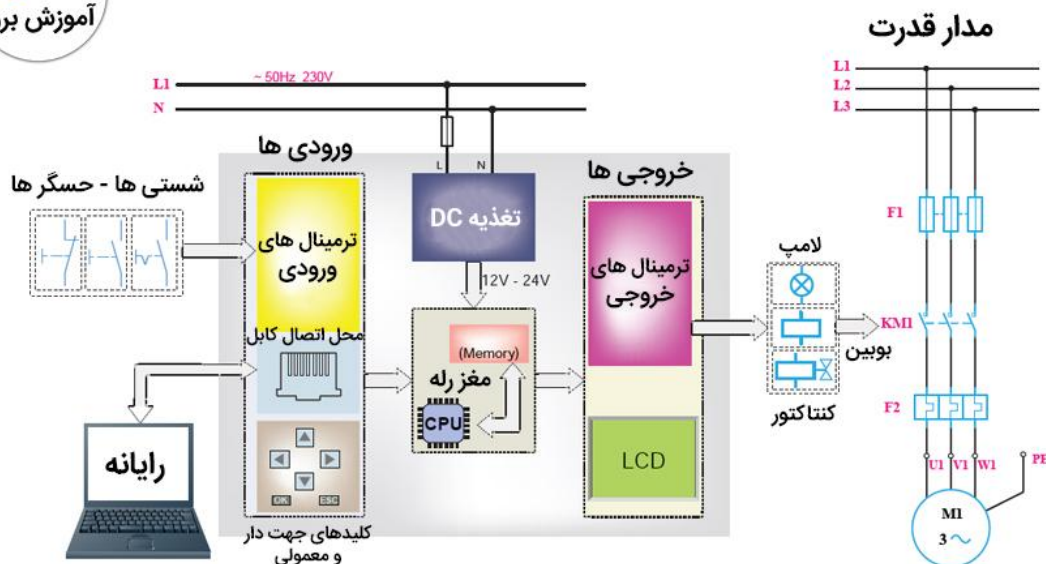 آموزش
مدار قدرت
L1
L2
L3
L1 ~ 50Hz 230V
N
ورودی ها
L N
خروجی ها
شستی ها - حسگر ها
تغذیه DC
F1
ترمینال های
ورودی
ترمینال های
خروجی
لامپ
12V - 24V
KM1
بوبین
محل اتصال کابل
(Memory)
مغز رله
CPU
کنتاکتور
F2
رایانه
LCD
U1 V1 W1
OK ESC
M1
3
کلیدهای جهت دار
و معمولی